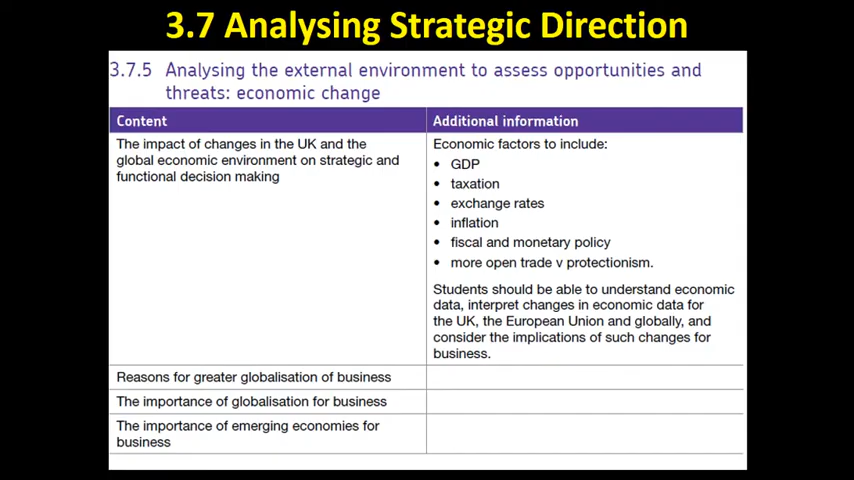 3.7 Analysing Strategic Direction
3.7.5 Analysing the external environment to assess opportunities and
threats: economic change
Content
Additional information
The impact of changes in the UK and the
global economic environment on strategic and
functional decision making
Economic factors to include:
• GDP
• taxation
• exchange rates
• inflation
• fiscal and monetary policy
• more open trade v protectionism.
Students should be able to understand economic
data, interpret changes in economic data for
the UK, the European Union and globally, and
consider the implications of such changes for
business.
Reasons for greater globalisation of business
The importance of globalisation for business
The importance of emerging economies for
business